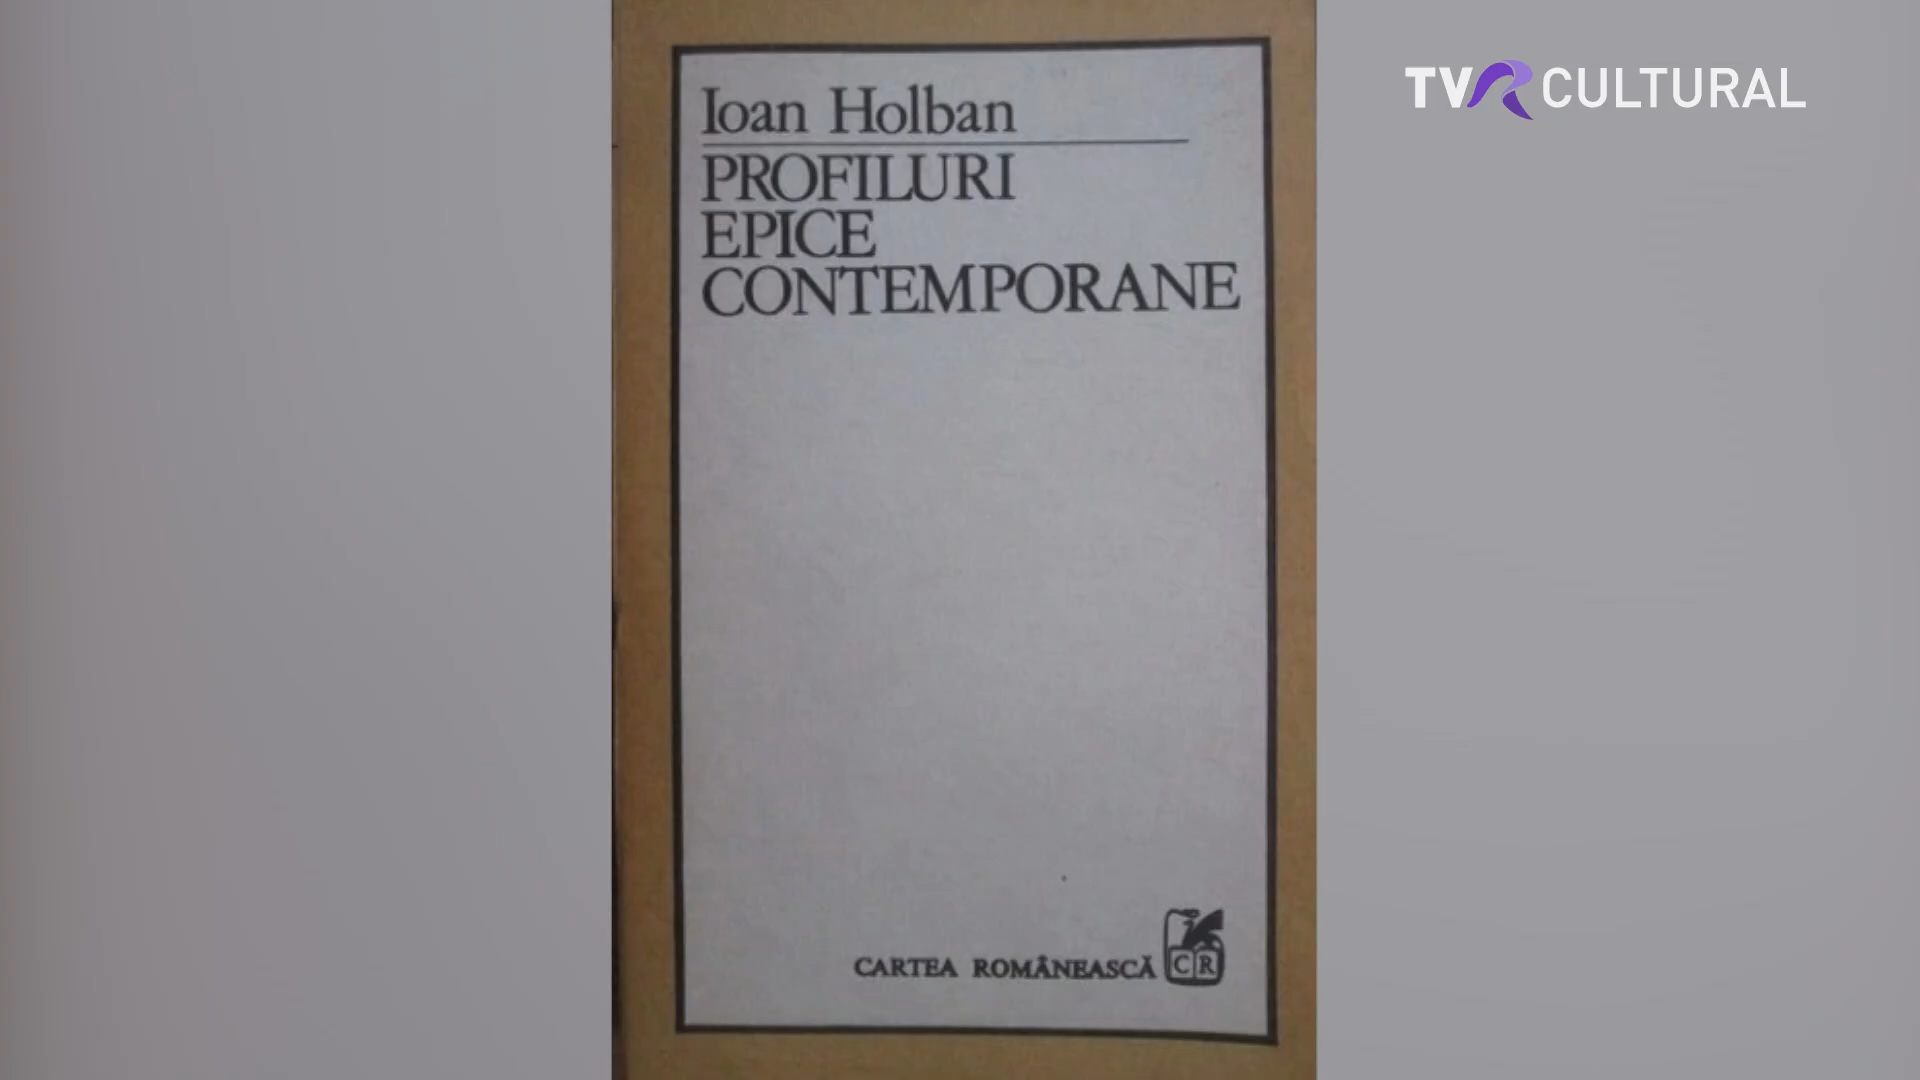 Ioan Holban
PROFILURI
EPICE
CONTEMPORANE
CARTEA ROMÂNEASCĂ
CR
TVR CULTURAL